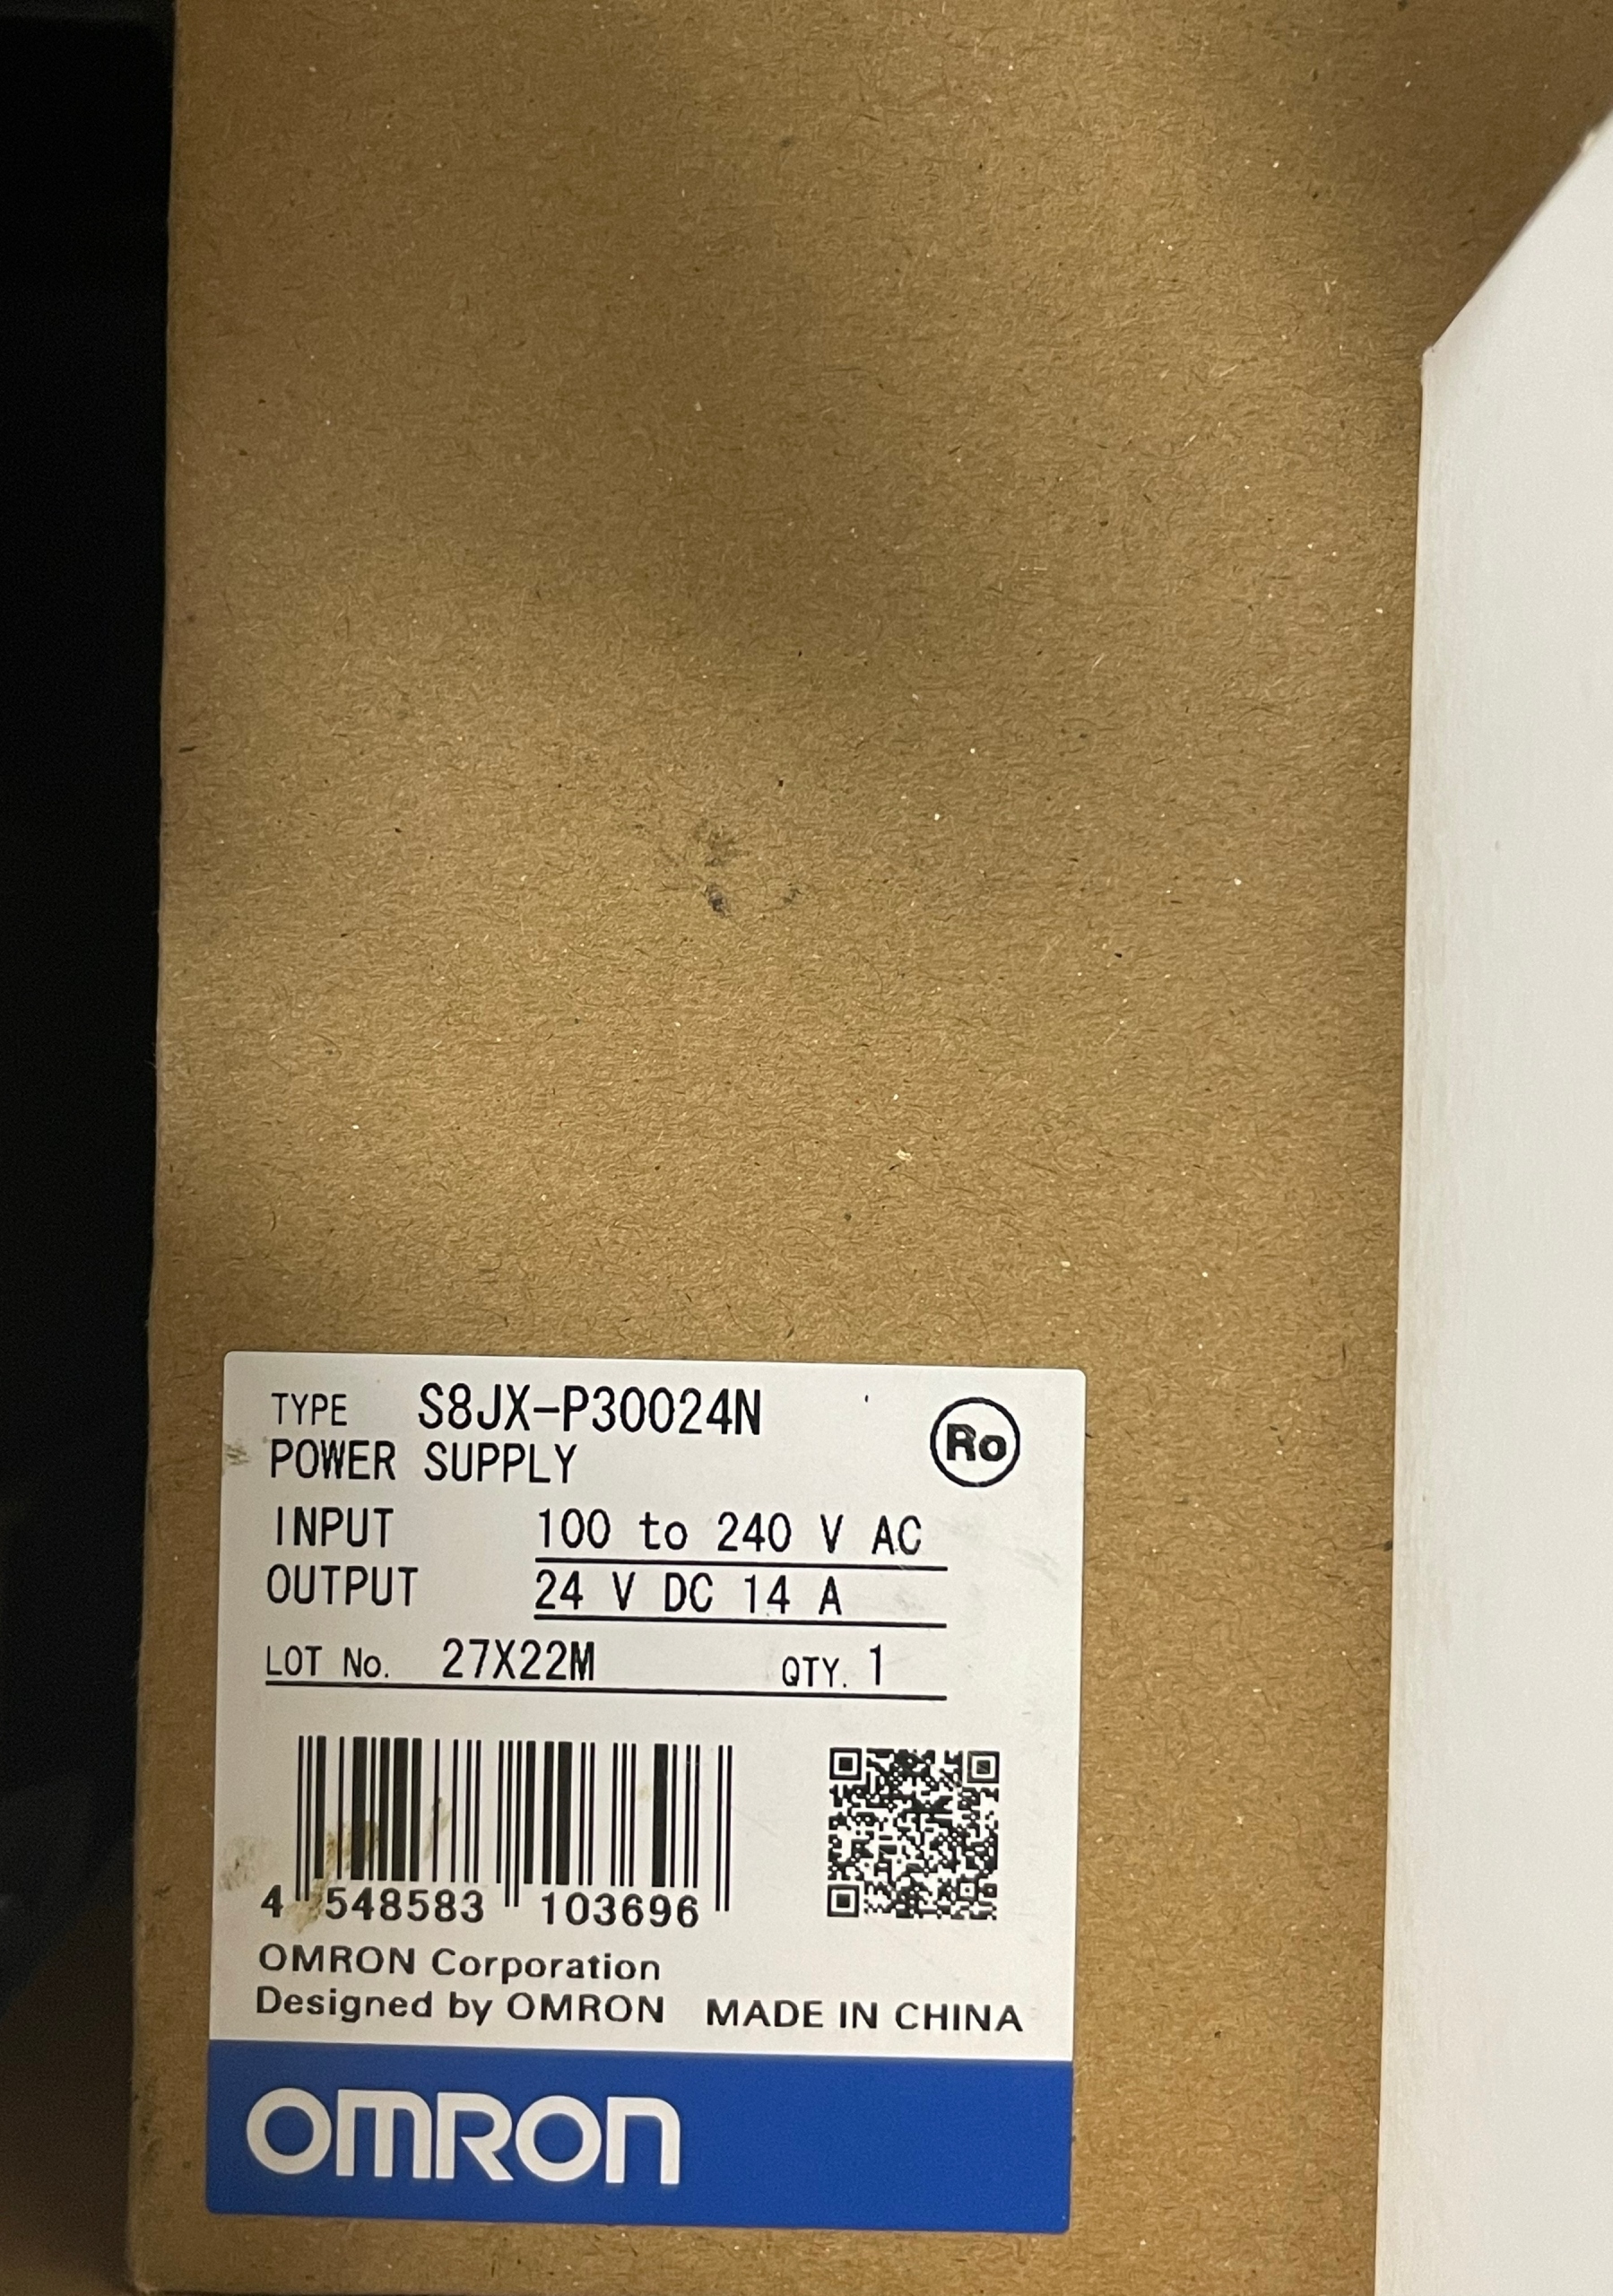 TYPE S8JX-P30024N
Ro
POWER SUPPLY
INPUT 100 to 240 V AC
OUTPUT 24 V DC 14 A
LOT No. 27X22M QTY. 1
4 548583 103696
OMRON Corporation
Designed by OMRON MADE IN CHINA
OMRON